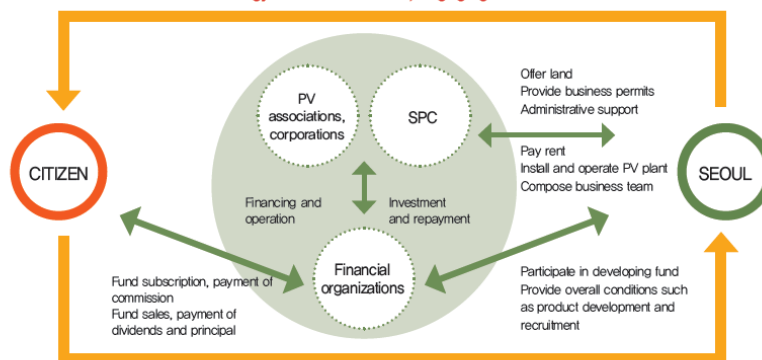 PV
associations,
corporations
SPC
Offer land
Provide business permits
Administrative support
Pay rent
Install and operate PV plant
Compose business team
CITIZEN
SEOUL
Financing and
operation
Investment
and repayment
Financial
organizations
Fund subscription, payment of
commission
Fund sales, payment of
dividends and principal
Participate in developing fund
Provide overall conditions such
as product development and
recruitment